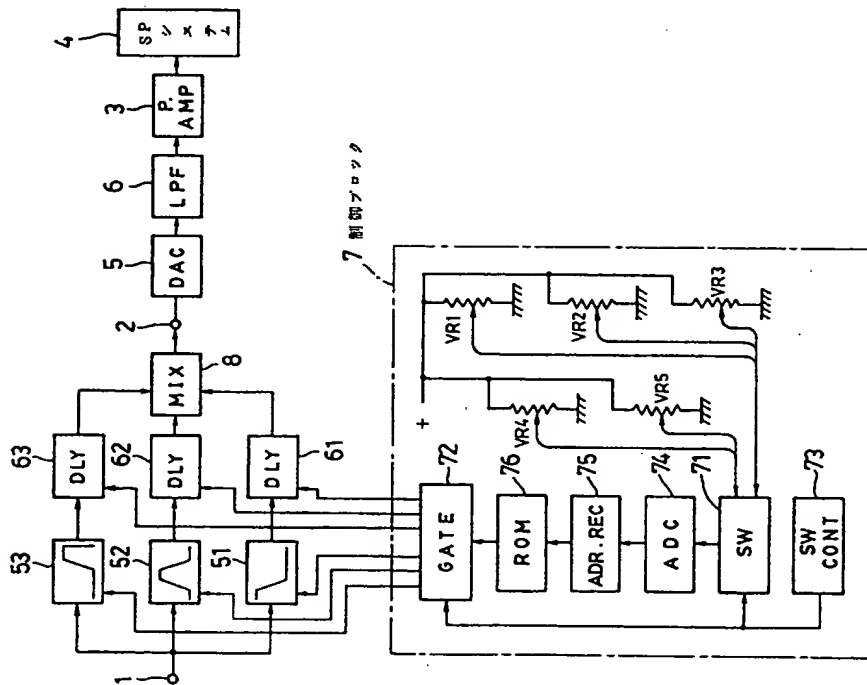 4
SPシステム
3
P. AMP
6
LPF
5
DAC
2
8
MIX
63
DLY
62
DLY
61
DLY
53
52
51
1
7 制御ブロック
+
VR1
VR2
VR3
VR4
VR5
72
GATE
76
ROM
75
ADR.REC
74
ADC
71
SW
73
SW CONT